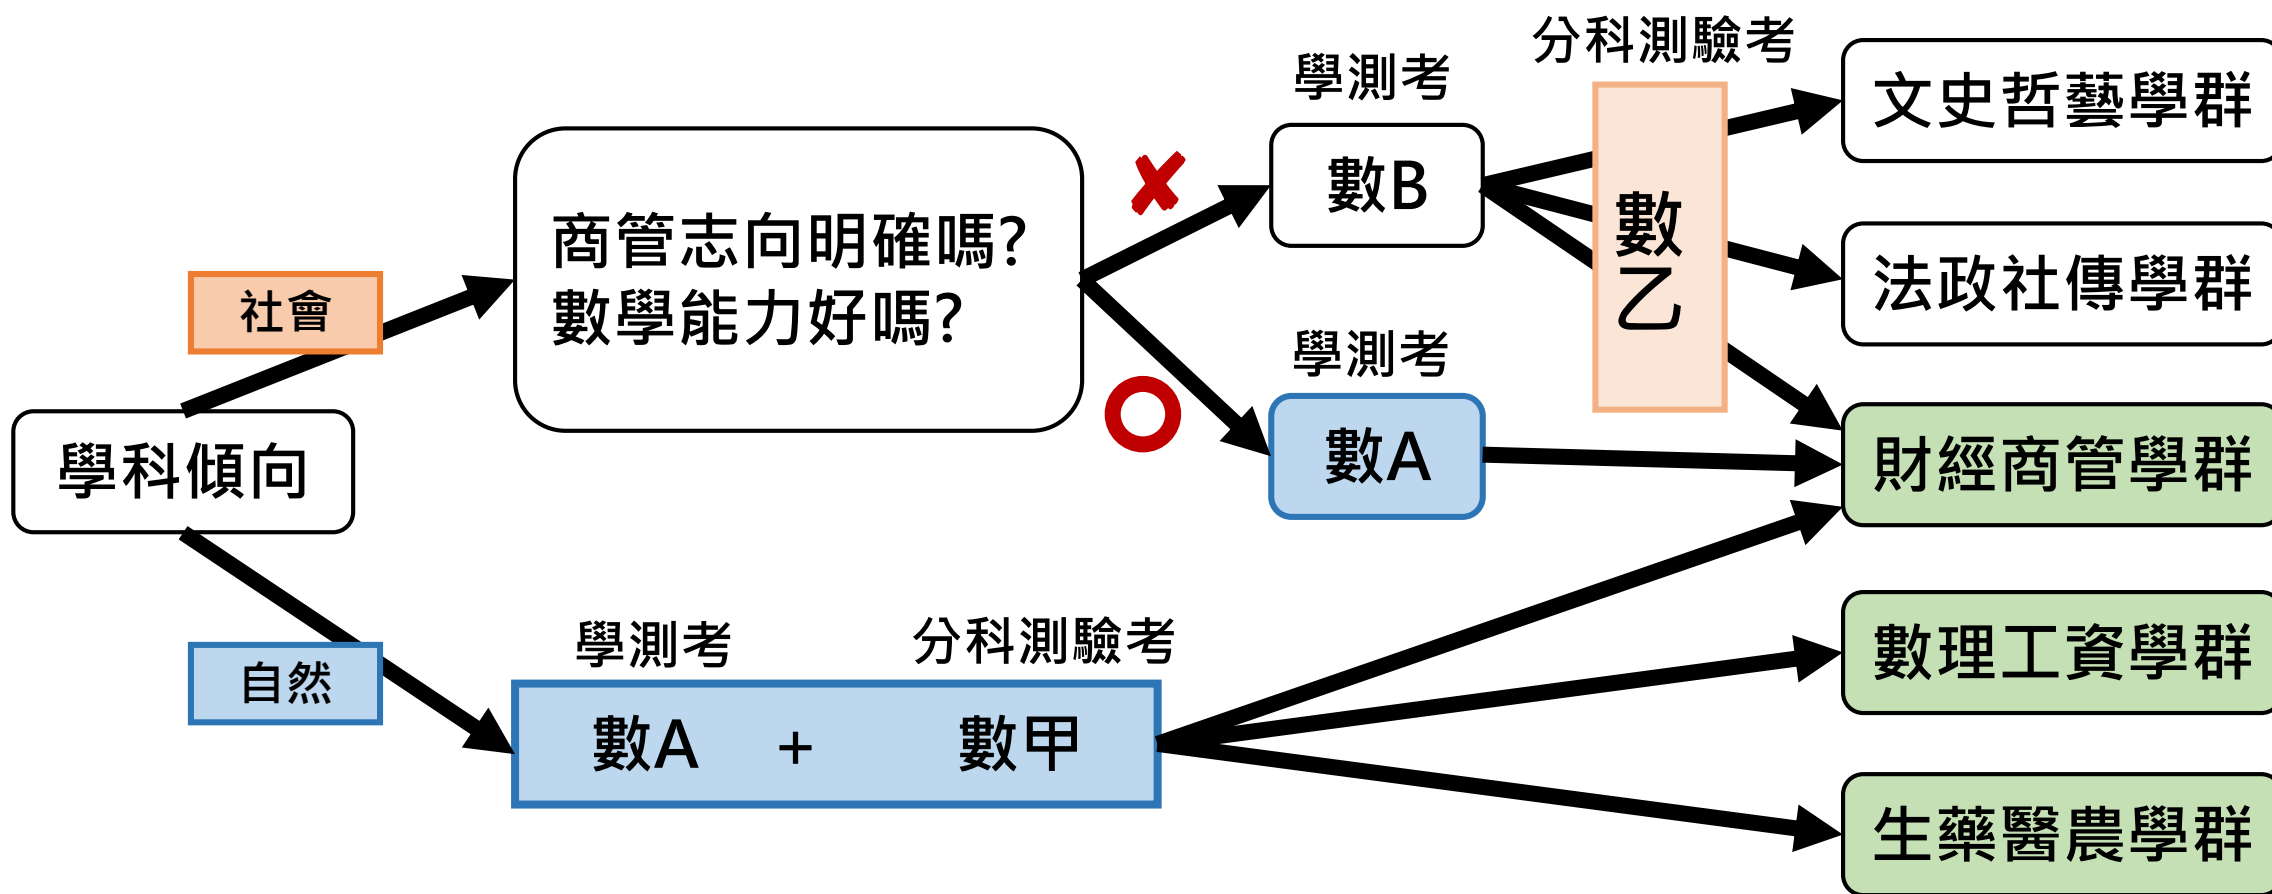 學科傾向
社會
自然
商管志向明確嗎?
數學能力好嗎?
學測考
數B
學測考
數A
分科測驗考
數
乙
學測考
分科測驗考
數A + 數甲
文史哲藝學群
法政社傳學群
財經商管學群
數理工資學群
生藥醫農學群